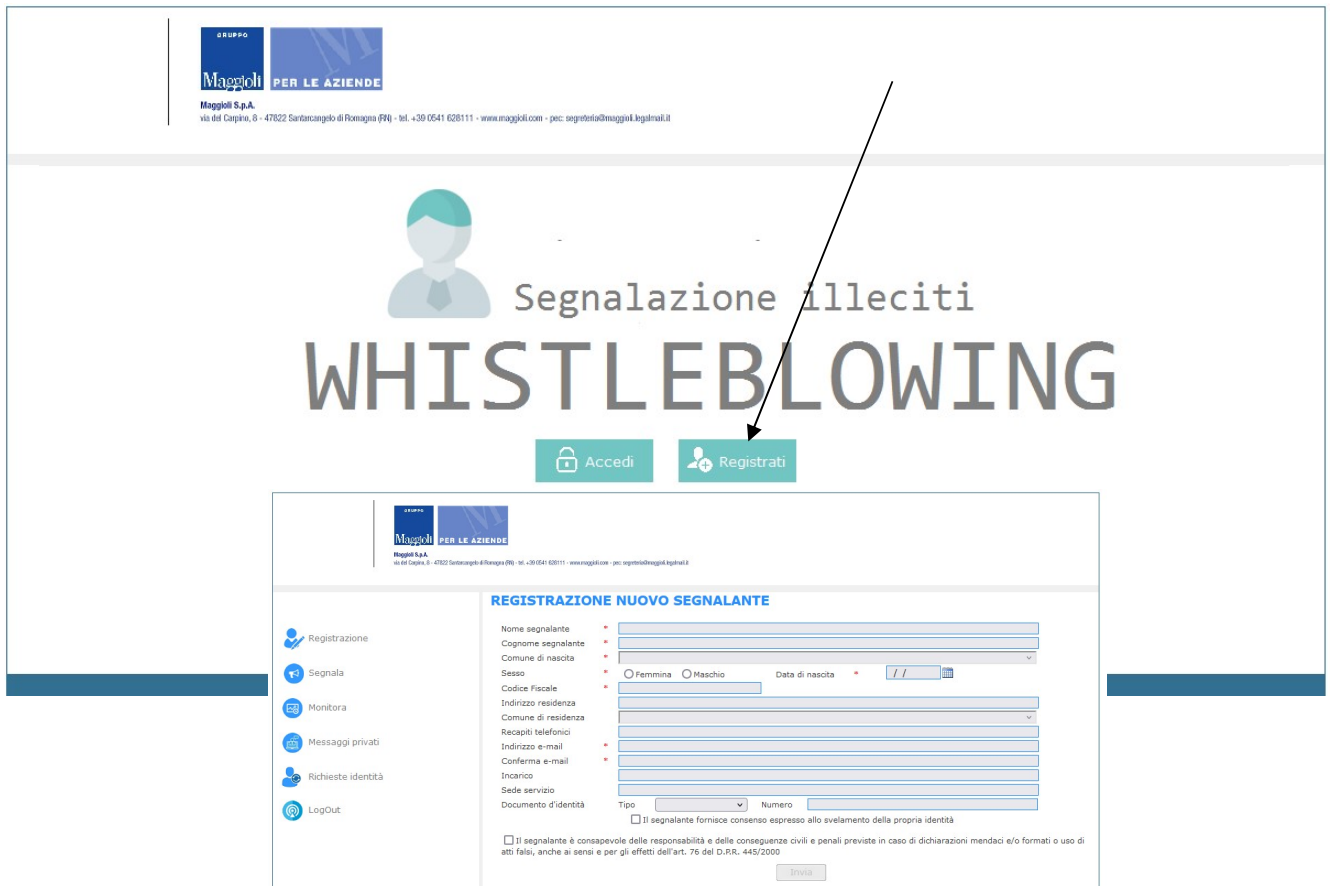 GRUPPO
Maggioli
PER LE AZIENDE
Maggioli S.p.A.
via del Carpino, 8 - 47822 Santarcangelo di Romagna (RN) - tel. +39 0541 628111 - www.maggioli.com - pec: segreteria@maggioli.legalmail.it
Segnalazione illeciti
WHISTLEBLOWING
Accedi
Registrati
GRUPPO
Maggioli
PER LE AZIENDE
Maggioli S.p.A.
via del Carpino, 8 - 47822 Santarcangelo di Romagna (RN) - tel. +39 0541 628111 - www.maggioli.com - pec: segreteria@maggioli.legalmail.it
Registrazione
Segnala
Monitora
Messaggi privati
Richieste identità
LogOut
REGISTRAZIONE NUOVO SEGNALANTE
Nome segnalante *
Cognome segnalante *
Comune di nascita *
Sesso * Femmina Maschio Data di nascita * / /
Codice Fiscale *
Indirizzo residenza
Comune di residenza
Recapiti telefonici
Indirizzo e-mail *
Conferma e-mail *
Incarico
Sede servizio
Documento d'identità Tipo Numero
Il segnalante fornisce consenso espresso allo svelamento della propria identità
Il segnalante è consapevole delle responsabilità e delle conseguenze civili e penali previste in caso di dichiarazioni mendaci e/o formati o uso di
atti falsi, anche ai sensi e per gli effetti dell'art. 76 del D.P.R. 445/2000
Invia